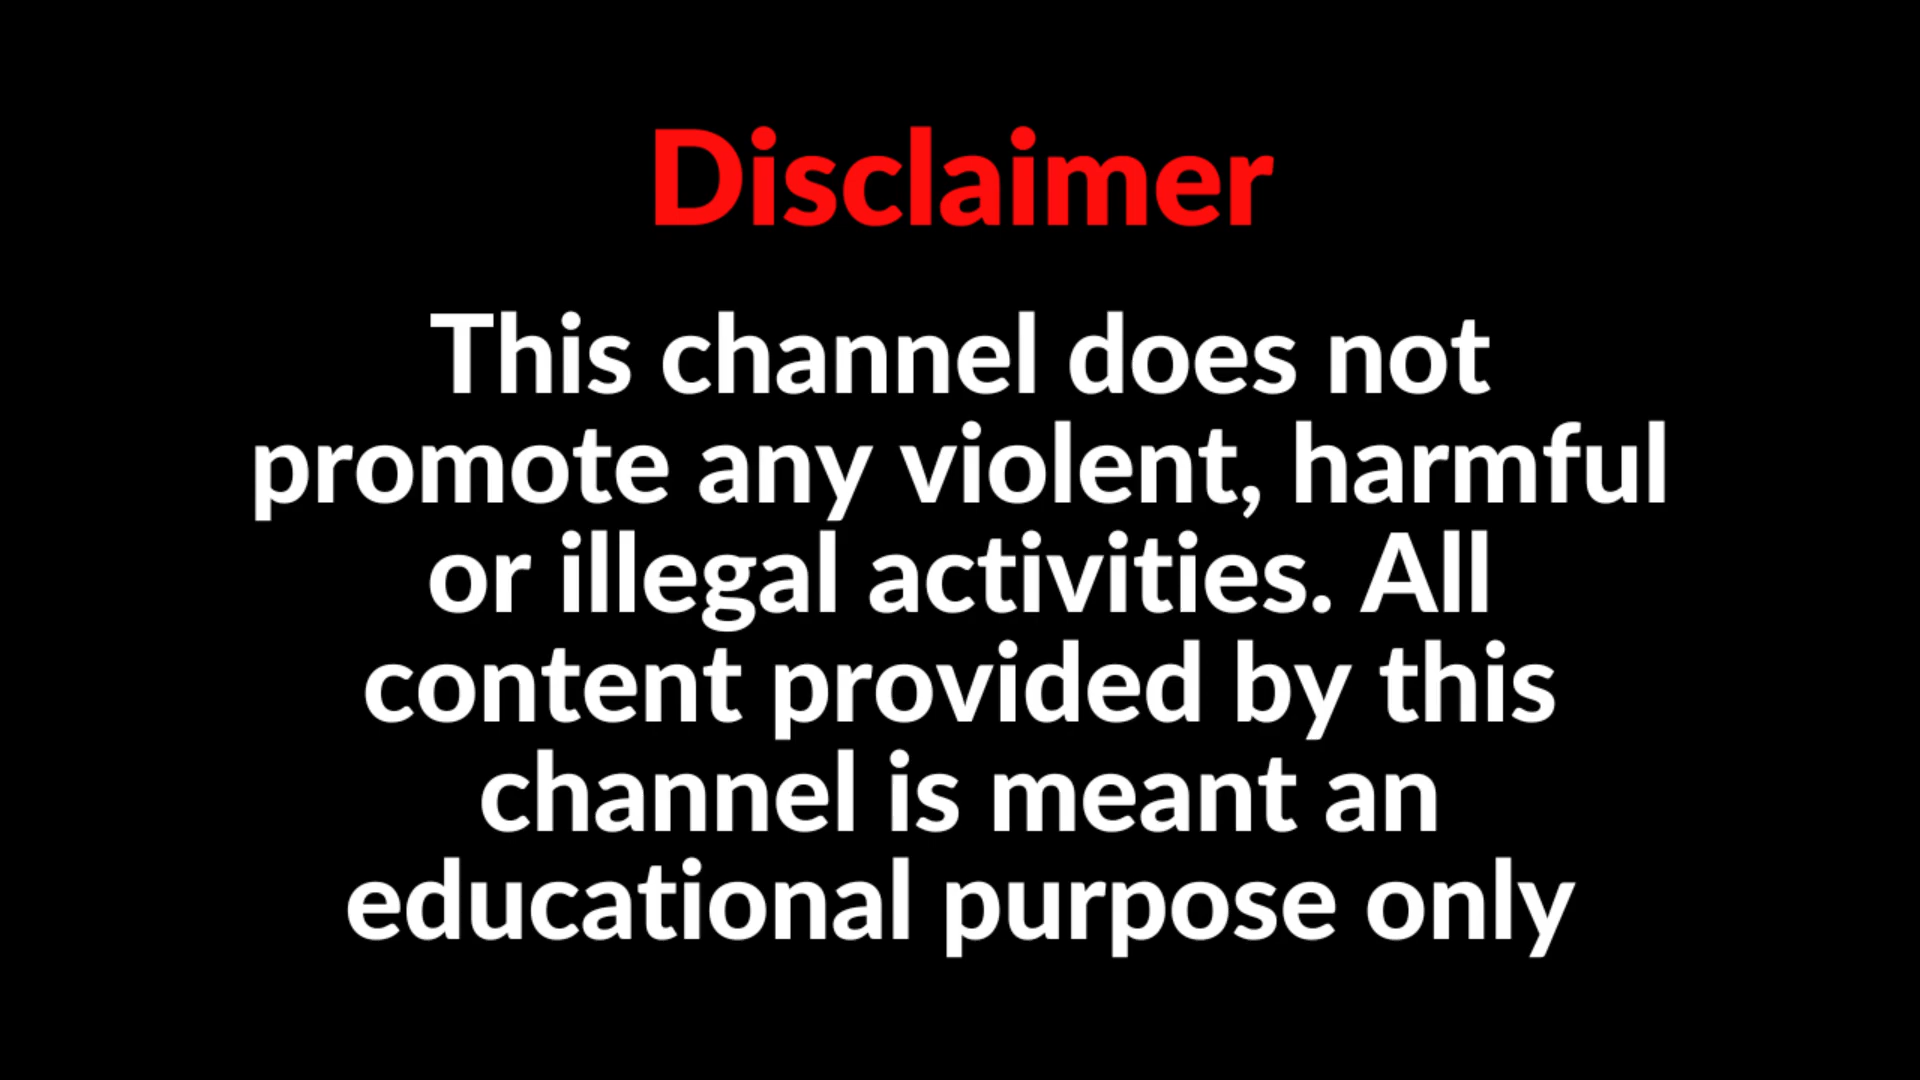 Disclaimer
This channel does not
promote any violent, harmful
or illegal activities. All
content provided by this
channel is meant an
educational purpose only